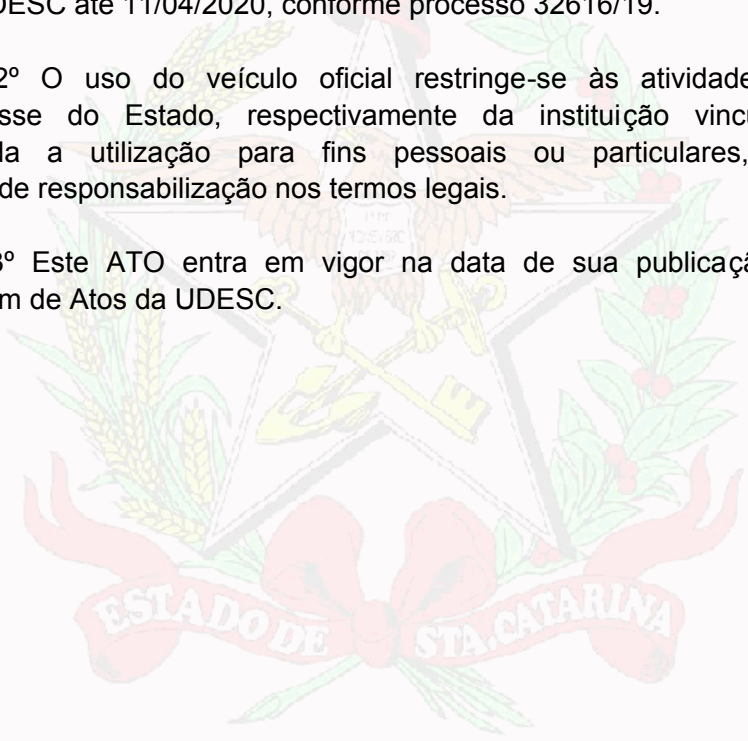 DESC até 11/04/2020, conforme processo 32616/19.
2º O uso do veículo oficial restringe-se às atividade
sse do Estado, respectivamente da instituição vincu
da a utilização para fins pessoais ou particulares,
de responsabilização nos termos legais.
3º Este ATO entra em vigor na data de sua publicaçã
m de Atos da UDESC.
ESTADO DE STA. CATARINA